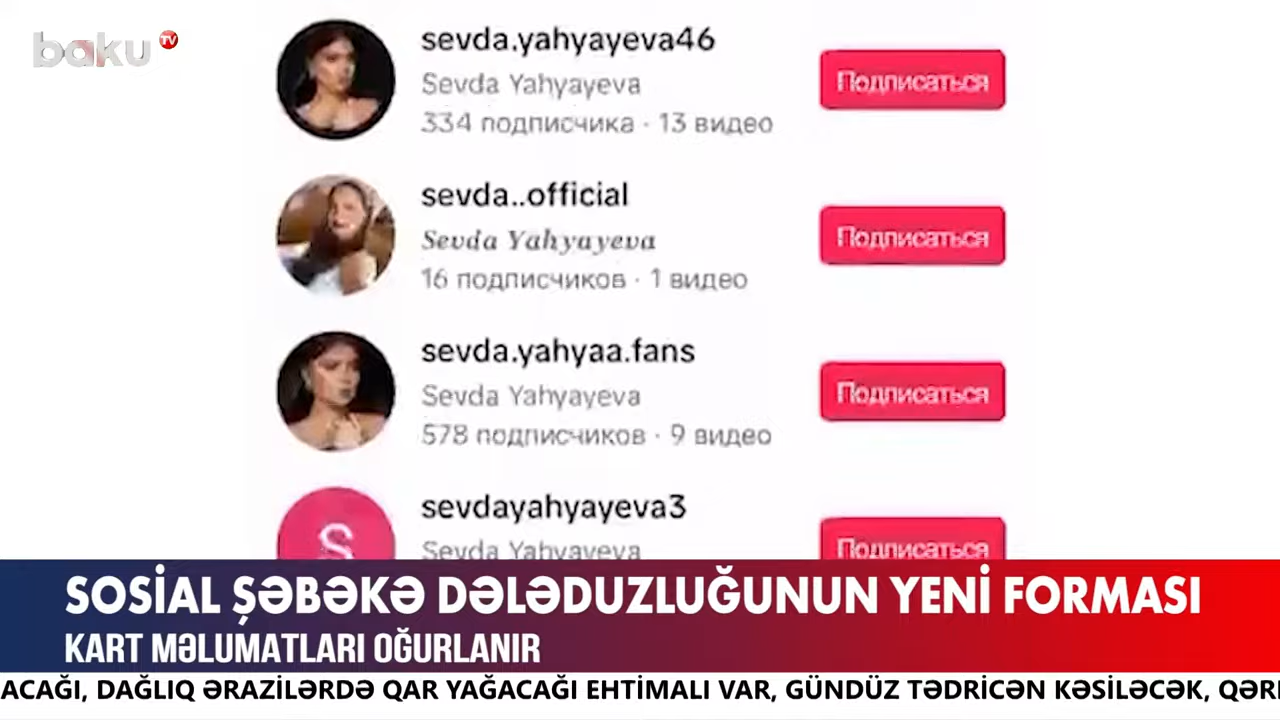 baku TV
sevda.yahyayeva46
Sevda Yahyayeva
334 подписчика · 13 видео
Подписаться
sevda..official
Sevda Yahyayeva
16 подписчиков · 1 видео
Подписаться
sevda.yahyaa.fans
Sevda Yahyayeva
578 подписчиков · 9 видео
Подписаться
S
sevdayahyayeva3
Sevda Yahyayeva
Подписаться
SOSİAL ŞƏBƏKƏ DƏLƏDUZLUĞUNUN YENİ FORMASI
KART MƏLUMATLARI OĞURLANIR
ACAĞI, DAĞLIQ ƏRAZİLƏRDƏ QAR YAĞACAĞI EHTİMALI VAR, GÜNDÜZ TƏDRİCƏN KƏSİLƏCƏK, QƏRB